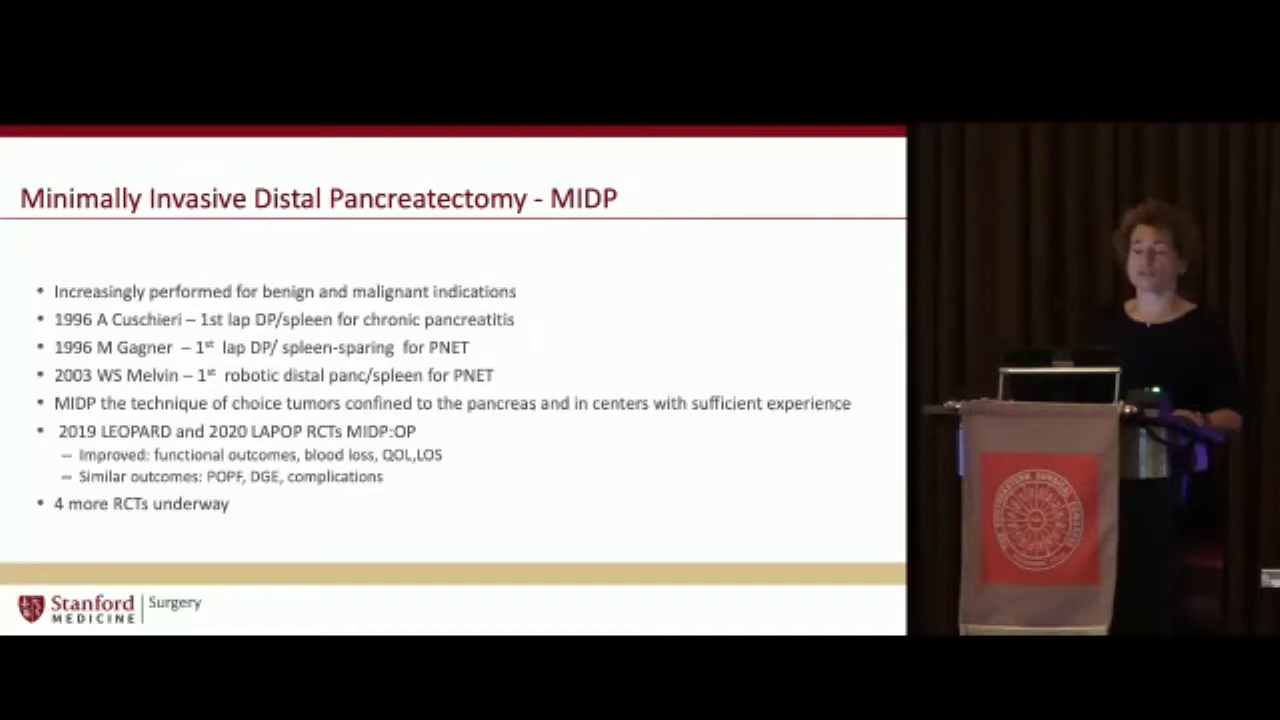 Minimally Invasive Distal Pancreatectomy - MIDP
• Increasingly performed for benign and malignant indications
• 1996 A Cuschieri – 1st lap DP/spleen for chronic pancreatitis
• 1996 M Gagner – 1st lap DP/ spleen-sparing for PNET
• 2003 WS Melvin – 1st robotic distal panc/spleen for PNET
• MIDP the technique of choice tumors confined to the pancreas and in centers with sufficient experience
• 2019 LEOPARD and 2020 LAPOP RCTs MIDP:OP
– Improved: functional outcomes, blood loss, QOL,LOS
– Similar outcomes: POPF, DGE, complications
• 4 more RCTs underway
Stanford
MEDICINE
Surgery
THE SOUTHEASTERN SURGICAL CONGRESS